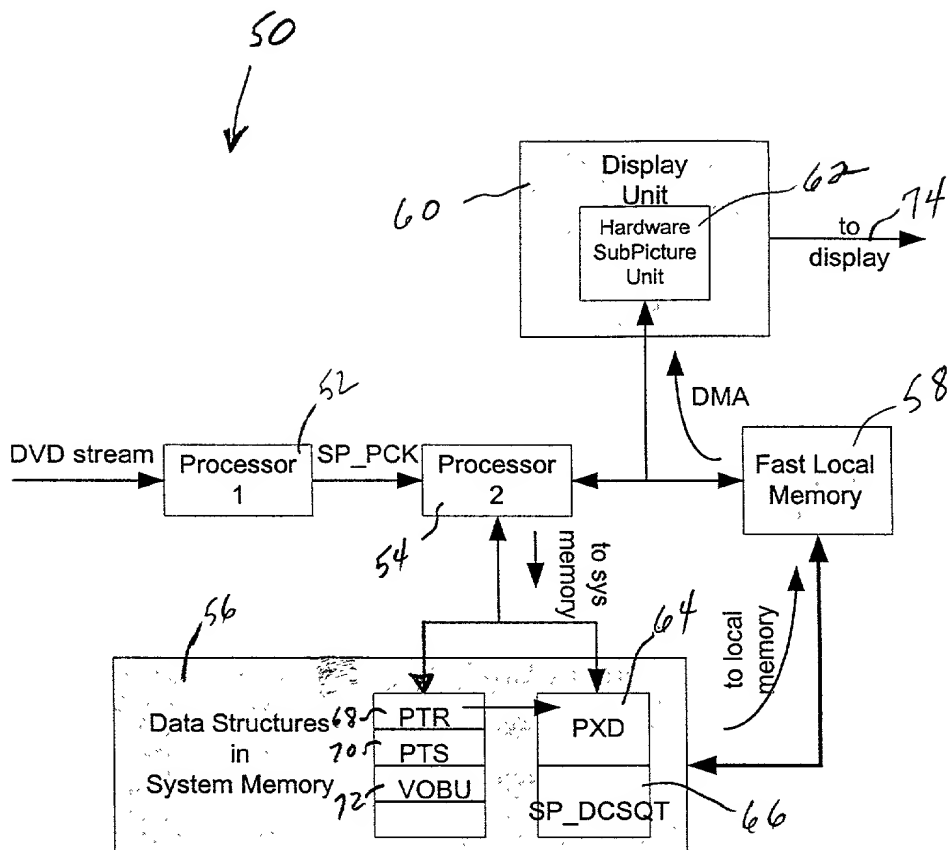 50
Display
Unit
60
62
Hardware
SubPicture
Unit
74
to
display
DMA
58
52
DVD stream
Processor
1
SP_PCK
Processor
2
Fast Local
Memory
54
to sys
memory
56
64
to local
memory
Data Structures
in
System Memory
68
PTR
PXD
70
PTS
72
VOBU
SP_DCSQT
66